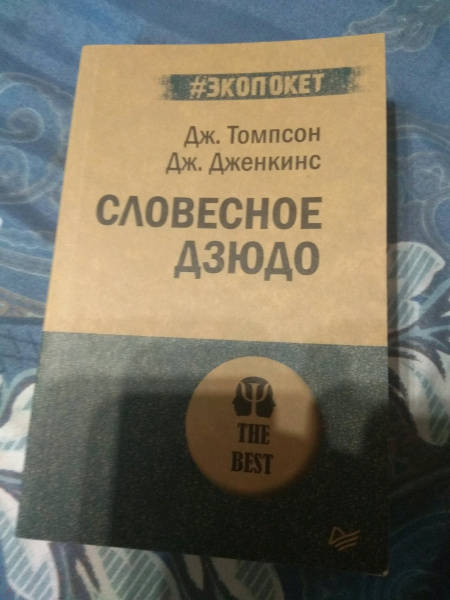 #ЭКОПОКЕТ
Дж. Томпсон
Дж. Дженкинс
СЛОВЕСНОЕ
ДЗЮДО
Ψ
THE
BEST